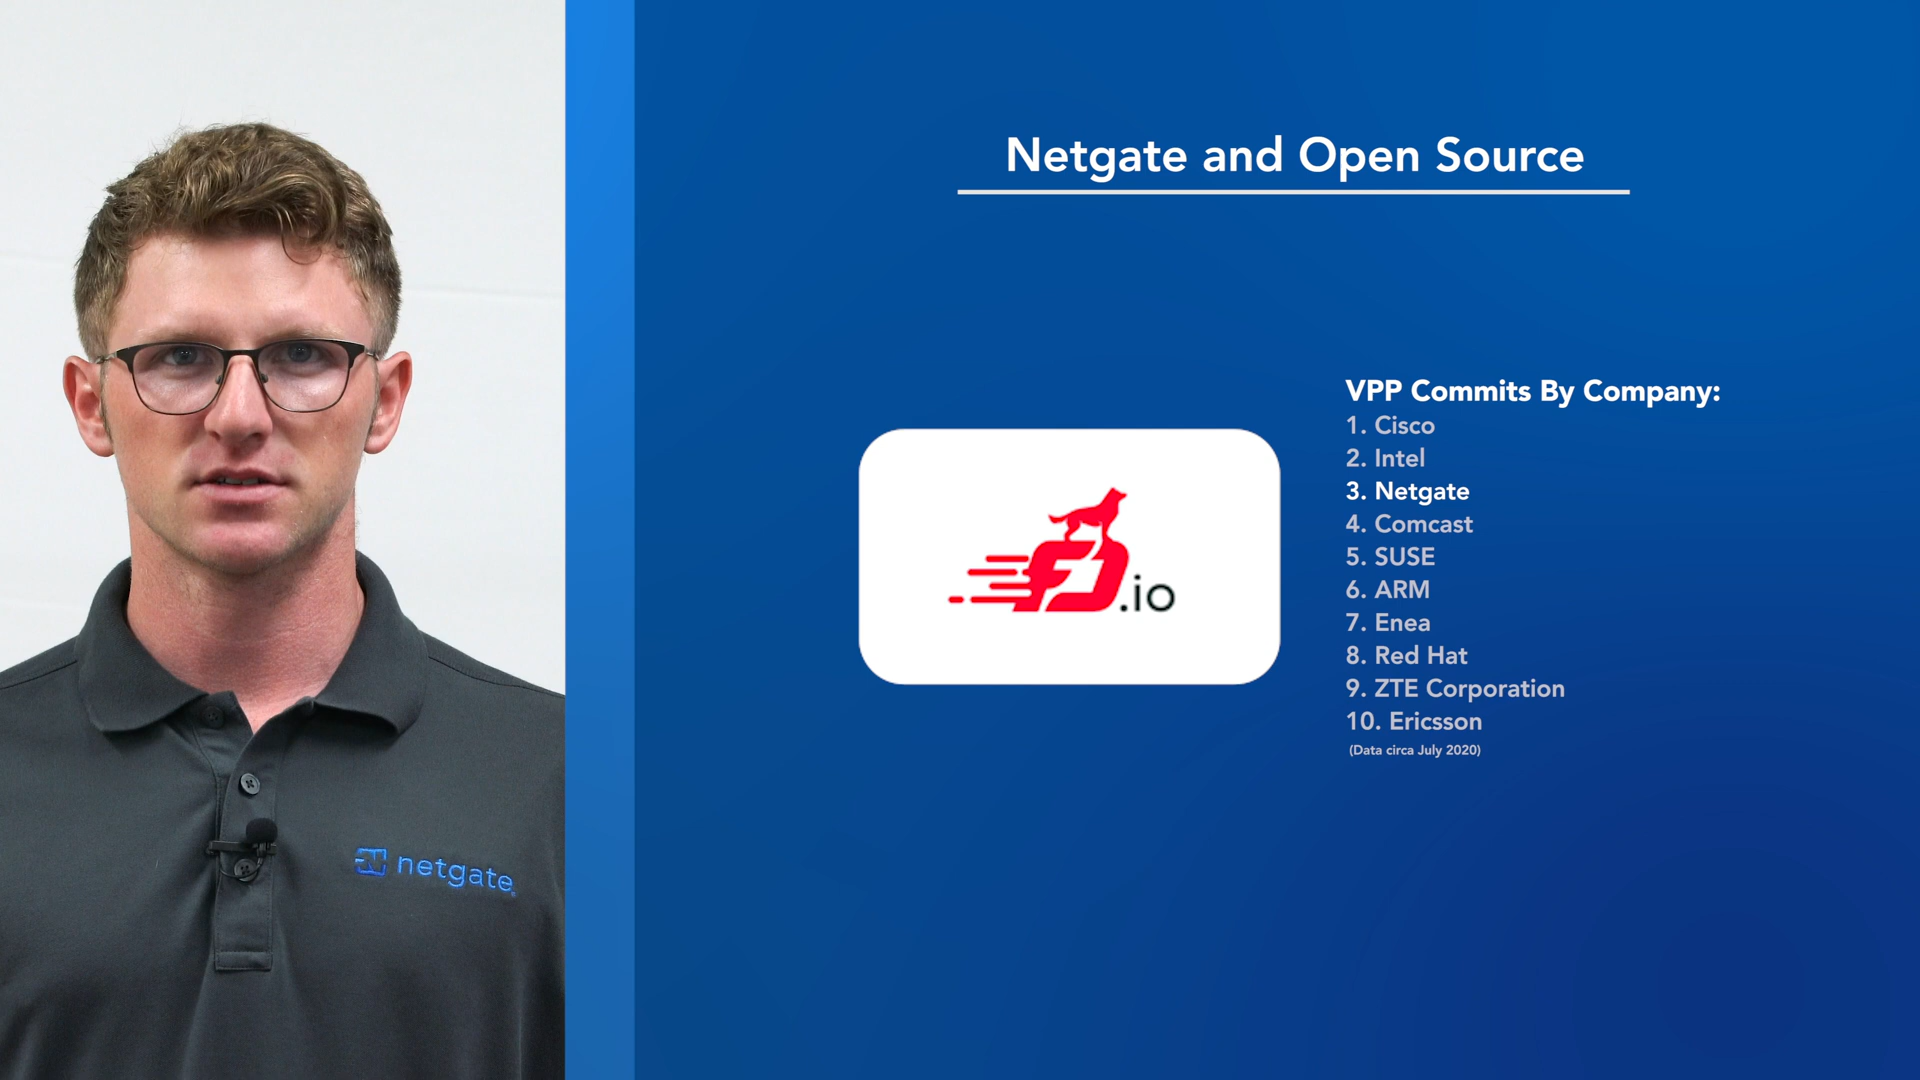 Netgate and Open Source
VPP Commits By Company:
1. Cisco
2. Intel
3. Netgate
4. Comcast
5. SUSE
6. ARM
7. Enea
8. Red Hat
9. ZTE Corporation
10. Ericsson
(Data circa July 2020)
FD.io
netgate